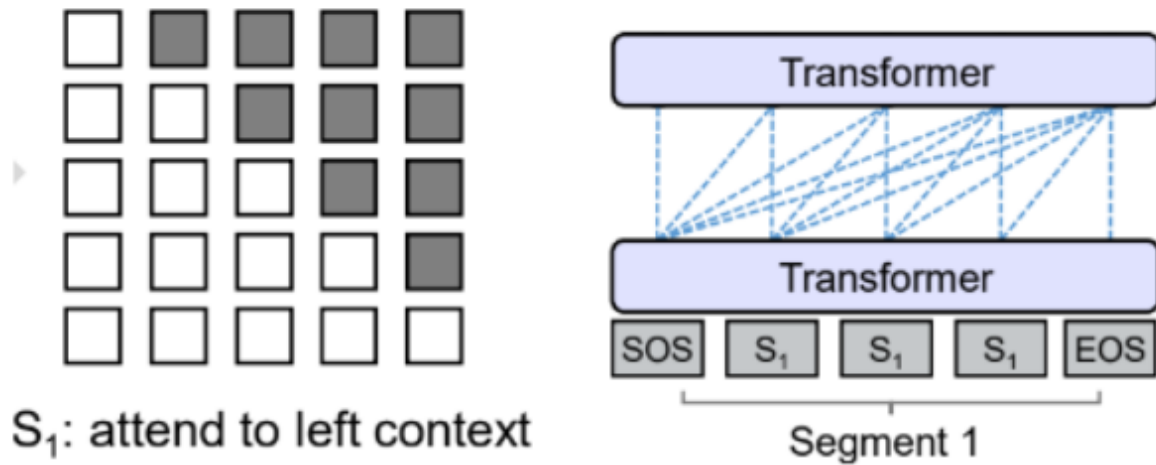 Transformer
Transformer
SOS S₁ S₁ S₁ EOS
S₁: attend to left context
Segment 1